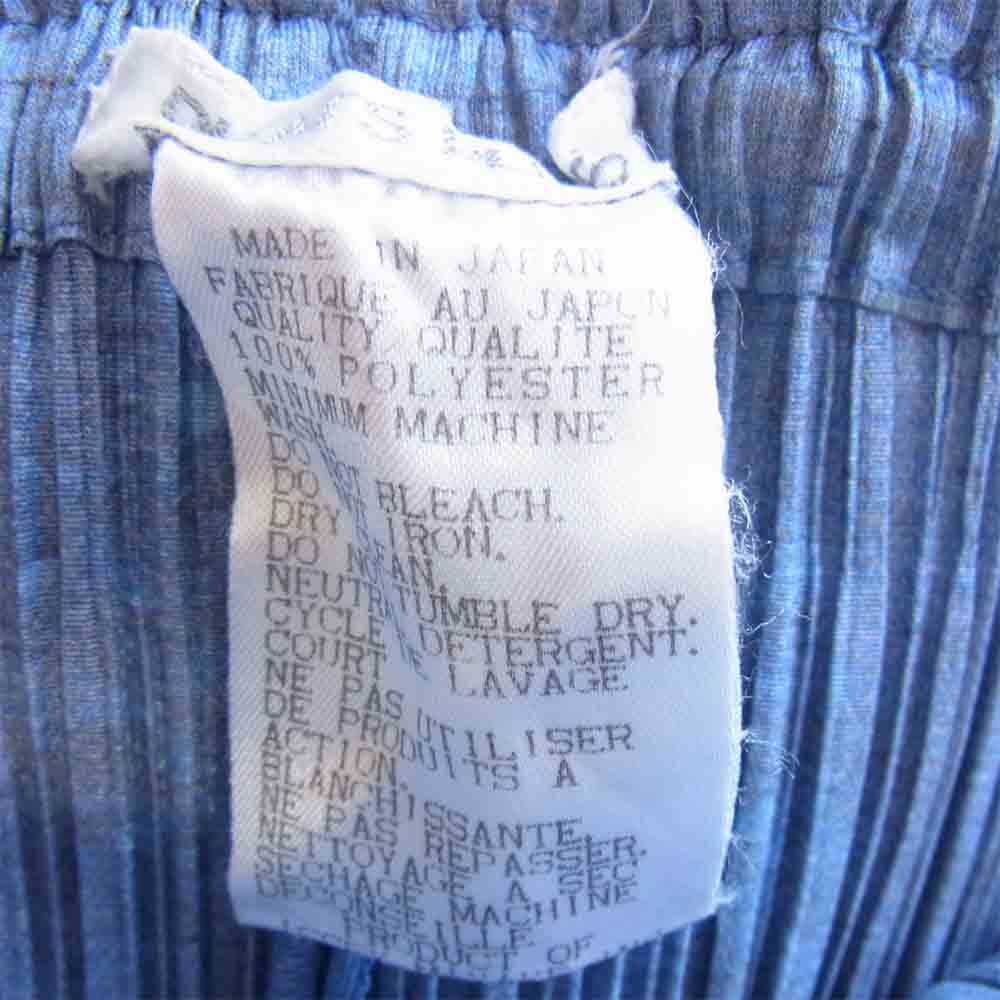 MADE IN JAPAN
FABRIQUE AU JAPON
QUALITY QUALITE
100% POLYESTER
MINIMUM MACHINE
WASH
DO NOT BLEACH.
DO IRON.
DRY CLEAN.
DO NOT TUMBLE DRY.
NEUTRAL DETERGENT.
CYCLE LAVAGE
COURT
NE PAS UTILISER
DE PRODUITS A
ACTION
BLANCHISSANTE.
NE PAS REPASSER.
NETTOYAGE A SEC
SECHAGE MACHINE
DECONSEILLE
PRODUCT OF